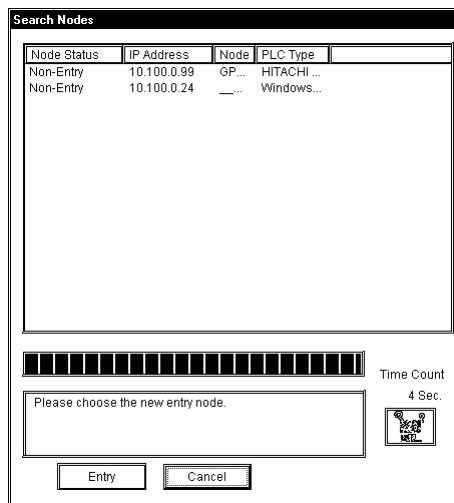 Search Nodes
Node Status IP Address Node PLC Type
Non-Entry 10.100.0.99 GP... HITACHI ...
Non-Entry 10.100.0.24 __... Windows...
Time Count
4 Sec.
Please choose the new entry node.
Entry Cancel